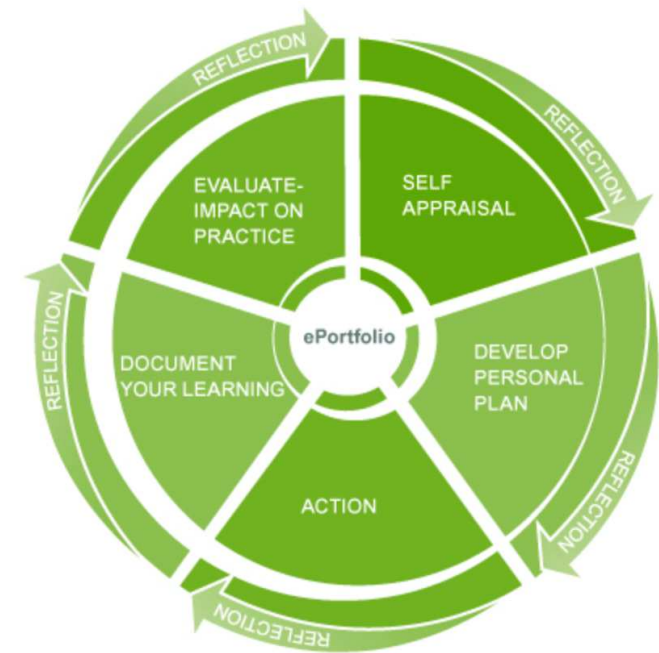 REFLECTION
REFLECTION
EVALUATE-
IMPACT ON
PRACTICE
SELF
APPRAISAL
ePortfolio
REFLECTION
DOCUMENT
YOUR LEARNING
DEVELOP
PERSONAL
PLAN
REFLECTION
ACTION
REFLECTION